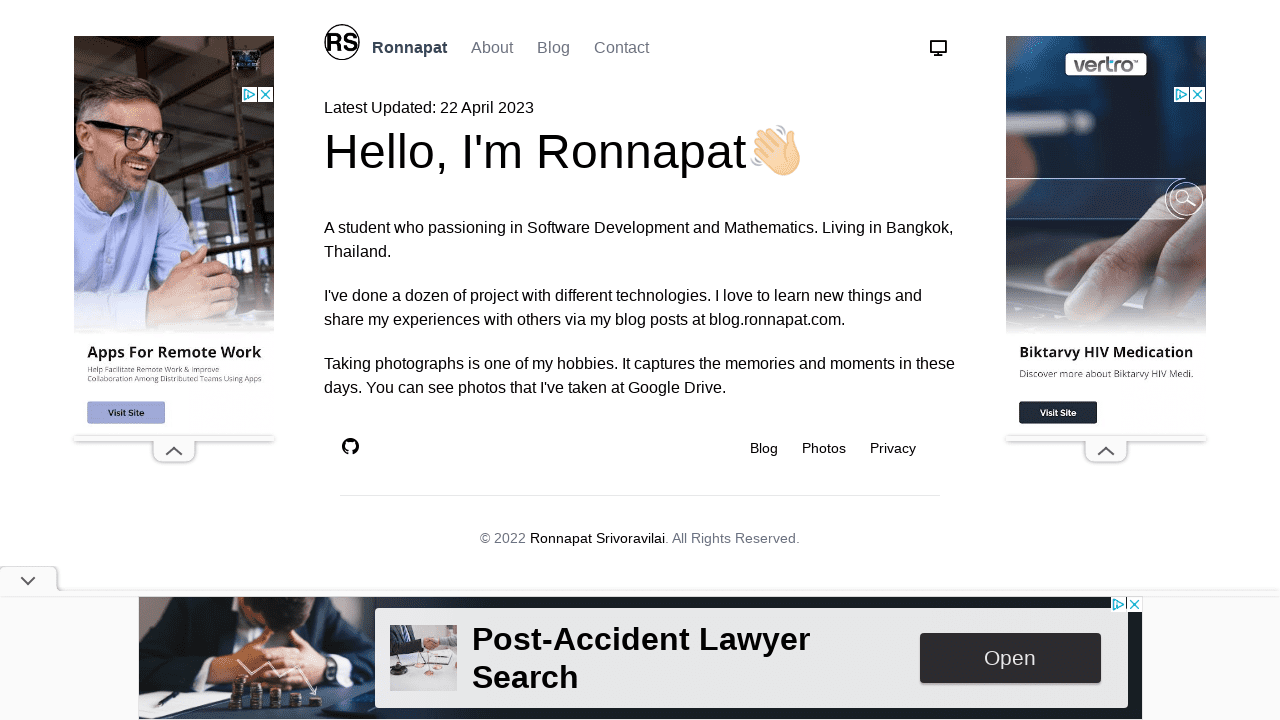 RS Ronnapat About Blog Contact
Latest Updated: 22 April 2023
Hello, I'm Ronnapat
A student who passioning in Software Development and Mathematics. Living in Bangkok,
Thailand.
I've done a dozen of project with different technologies. I love to learn new things and
share my experiences with others via my blog posts at blog.ronnapat.com.
Taking photographs is one of my hobbies. It captures the memories and moments in these
days. You can see photos that I've taken at Google Drive.
Blog Photos Privacy
© 2022 Ronnapat Srivoravilai. All Rights Reserved.
Apps For Remote Work
Help Facilitate Remote Work & Improve
Collaboration Among Distributed Teams Using Apps
Visit Site
vertro™
Biktarvy HIV Medication
Discover more about Biktarvy HIV Medi.
Visit Site
Post-Accident Lawyer
Search
Open